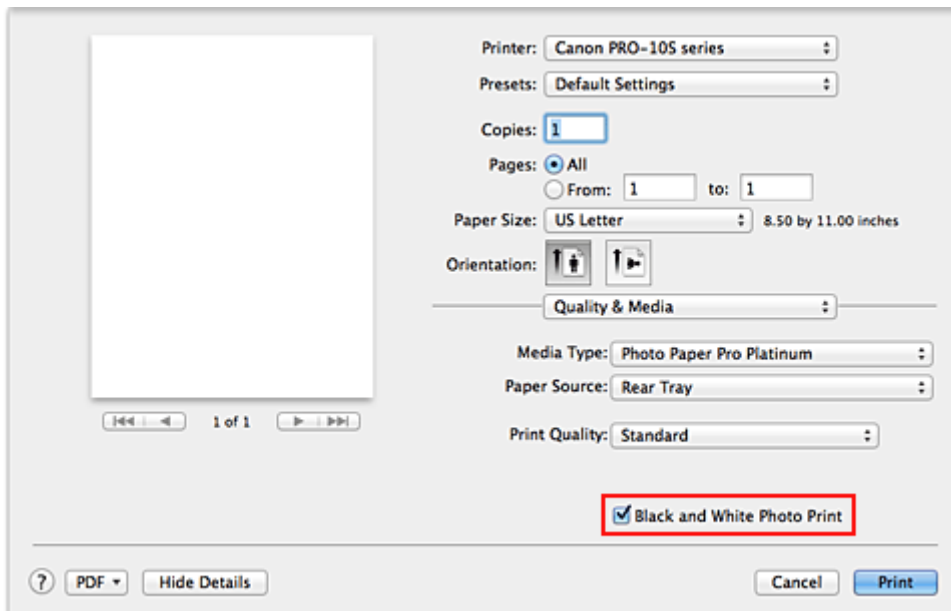 Printer: Canon PRO-10S series
Presets: Default Settings
Copies: 1
Pages: All
From: 1 to: 1
Paper Size: US Letter 8.50 by 11.00 inches
Orientation:
Quality & Media
Media Type: Photo Paper Pro Platinum
Paper Source: Rear Tray
1 of 1
Print Quality: Standard
Black and White Photo Print
? PDF Hide Details Cancel Print